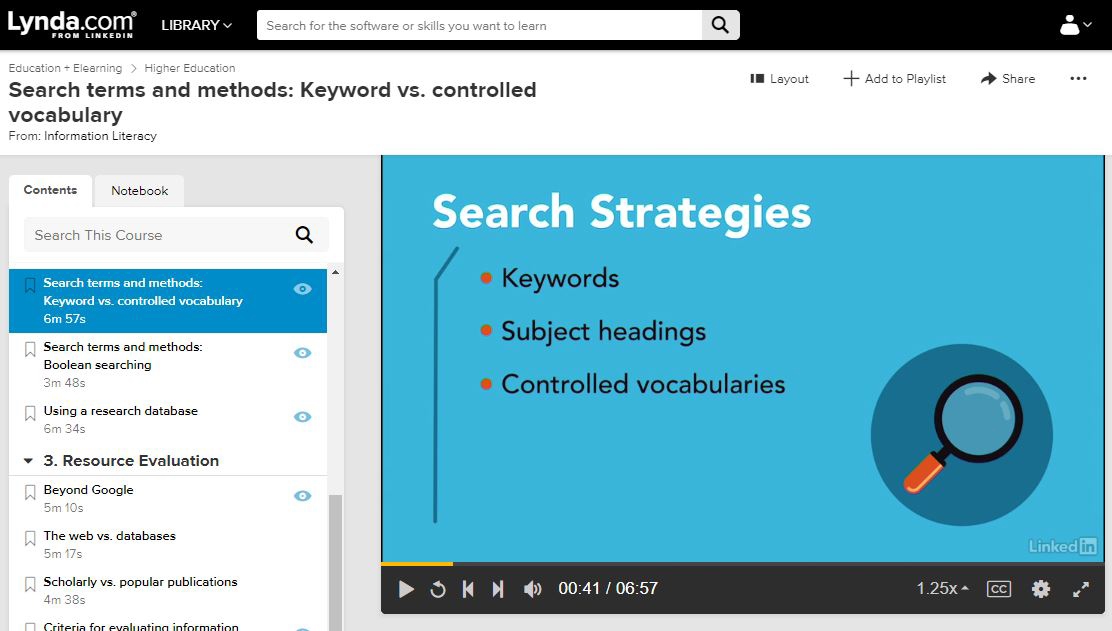 Lynda.com®
FROM LINKEDIN
LIBRARY
Search for the software or skills you want to learn
Education + Elearning > Higher Education
Search terms and methods: Keyword vs. controlled
vocabulary
From: Information Literacy
Layout
Add to Playlist
Share
Contents
Notebook
Search This Course
Search terms and methods:
Keyword vs. controlled vocabulary
6m 57s
Search terms and methods:
Boolean searching
3m 48s
Using a research database
6m 34s
3. Resource Evaluation
Beyond Google
5m 10s
The web vs. databases
5m 17s
Scholarly vs. popular publications
4m 38s
Criteria for evaluating information
Search Strategies
Keywords
Subject headings
Controlled vocabularies
Linked in
00:41 / 06:57
1.25x
CC